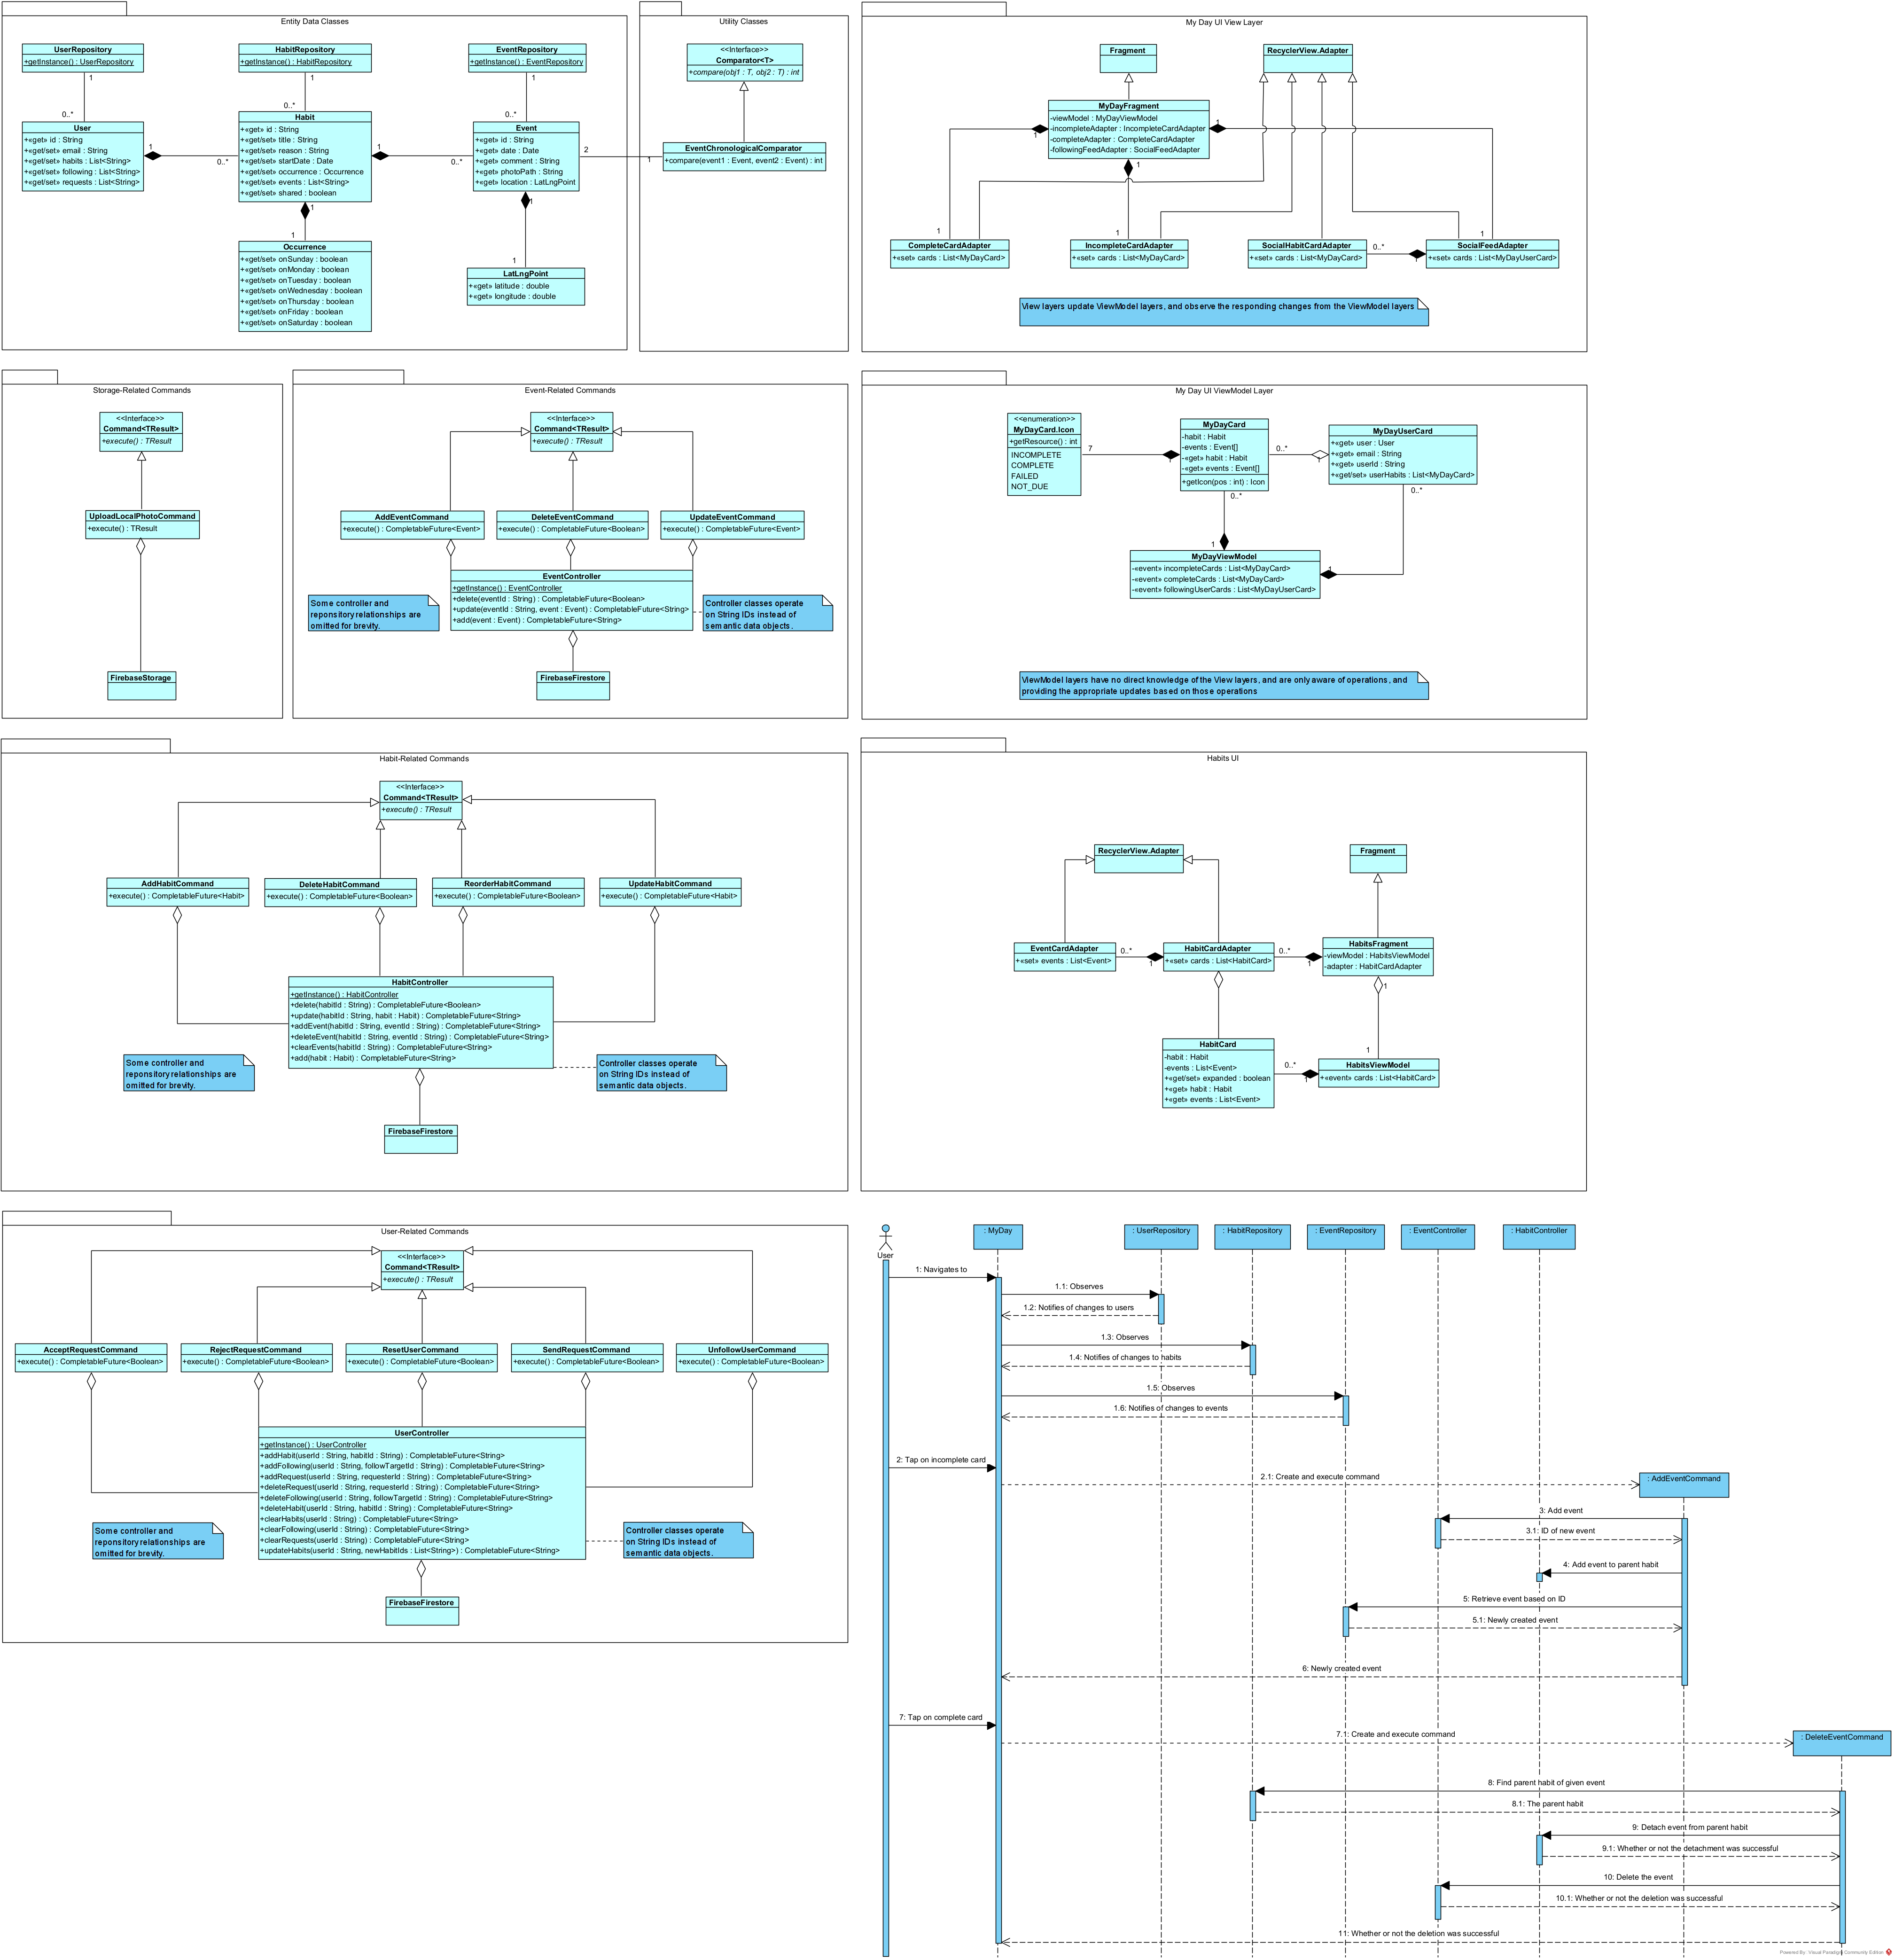 Entity Data Classes
UserRepository
+getInstance() : UserRepository
HabitRepository
+getInstance() : HabitRepository
EventRepository
+getInstance() : EventRepository
1
1
1
0..*
0..*
0..*
User
+«get» id : String
+«get/set» email : String
+«get/set» habits : List<String>
+«get/set» following : List<String>
+«get/set» requests : List<String>
1
0..*
Habit
+«get» id : String
+«get/set» title : String
+«get/set» reason : String
+«get/set» startDate : Date
+«get/set» occurrence : Occurrence
+«get/set» events : List<String>
+«get/set» shared : boolean
1
0..*
Event
+«get» id : String
+«get» date : Date
+«get» comment : String
+«get» photoPath : String
+«get» location : LatLngPoint
2
1
1
1
1
1
Occurrence
+«get/set» onSunday : boolean
+«get/set» onMonday : boolean
+«get/set» onTuesday : boolean
+«get/set» onWednesday : boolean
+«get/set» onThursday : boolean
+«get/set» onFriday : boolean
+«get/set» onSaturday : boolean
LatLngPoint
+«get» latitude : double
+«get» longitude : double
Utility Classes
<<Interface>>
Comparator<T>
+compare(obj1 : T, obj2 : T) : int
EventChronologicalComparator
+compare(event1 : Event, event2 : Event) : int
My Day UI View Layer
Fragment
RecyclerView.Adapter
MyDayFragment
-viewModel : MyDayViewModel
-incompleteAdapter : IncompleteCardAdapter
-completeAdapter : CompleteCardAdapter
-followingFeedAdapter : SocialFeedAdapter
1
1
1
1
1
1
CompleteCardAdapter
+«set» cards : List<MyDayCard>
IncompleteCardAdapter
+«set» cards : List<MyDayCard>
SocialHabitCardAdapter
+«set» cards : List<MyDayCard>
0..*
1
SocialFeedAdapter
+«set» cards : List<MyDayUserCard>
View layers update ViewModel layers, and observe the responding changes from the ViewModel layers
Storage-Related Commands
<<Interface>>
Command<TResult>
+execute() : TResult
UploadLocalPhotoCommand
+execute() : TResult
FirebaseStorage
Event-Related Commands
<<Interface>>
Command<TResult>
+execute() : TResult
AddEventCommand
+execute() : CompletableFuture<Event>
DeleteEventCommand
+execute() : CompletableFuture<Boolean>
UpdateEventCommand
+execute() : CompletableFuture<Event>
EventController
+getInstance() : EventController
+delete(eventId : String) : CompletableFuture<Boolean>
+update(eventId : String, event : Event) : CompletableFuture<String>
+add(event : Event) : CompletableFuture<String>
Some controller and
reponsitory relationships are
omitted for brevity.
Controller classes operate
on String IDs instead of
semantic data objects.
FirebaseFirestore
My Day UI ViewModel Layer
<<enumeration>>
MyDayCard.Icon
+getResource() : int
INCOMPLETE
COMPLETE
FAILED
NOT_DUE
7
1
MyDayCard
-habit : Habit
-events : Event[]
-«get» habit : Habit
-«get» events : Event[]
+getIcon(pos : int) : Icon
0..*
1
MyDayUserCard
+«get» user : User
+«get» email : String
+«get» userId : String
+«get/set» userHabits : List<MyDayCard>
0..*
0..*
1
1
MyDayViewModel
-«event» incompleteCards : List<MyDayCard>
-«event» completeCards : List<MyDayCard>
-«event» followingUserCards : List<MyDayUserCard>
ViewModel layers have no direct knowledge of the View layers, and are only aware of operations, and
providing the appropriate updates based on those operations
Habit-Related Commands
<<Interface>>
Command<TResult>
+execute() : TResult
AddHabitCommand
+execute() : CompletableFuture<Habit>
DeleteHabitCommand
+execute() : CompletableFuture<Boolean>
ReorderHabitCommand
+execute() : CompletableFuture<Boolean>
UpdateHabitCommand
+execute() : CompletableFuture<Habit>
HabitController
+getInstance() : HabitController
+delete(habitId : String) : CompletableFuture<Boolean>
+update(habitId : String, habit : Habit) : CompletableFuture<String>
+addEvent(habitId : String, eventId : String) : CompletableFuture<String>
+deleteEvent(habitId : String, eventId : String) : CompletableFuture<String>
+clearEvents(habitId : String) : CompletableFuture<String>
+add(habit : Habit) : CompletableFuture<String>
Some controller and
reponsitory relationships are
omitted for brevity.
Controller classes operate
on String IDs instead of
semantic data objects.
FirebaseFirestore
Habits UI
RecyclerView.Adapter
Fragment
EventCardAdapter
+«set» events : List<Event>
0..*
1
HabitCardAdapter
+«set» cards : List<HabitCard>
0..*
1
HabitsFragment
-viewModel : HabitsViewModel
-adapter : HabitCardAdapter
1
1
HabitCard
-habit : Habit
-events : List<Event>
+«get/set» expanded : boolean
+«get» habit : Habit
+«get» events : List<Event>
0..*
1
HabitsViewModel
+«event» cards : List<HabitCard>
User-Related Commands
<<Interface>>
Command<TResult>
+execute() : TResult
AcceptRequestCommand
+execute() : CompletableFuture<Boolean>
RejectRequestCommand
+execute() : CompletableFuture<Boolean>
ResetUserCommand
+execute() : CompletableFuture<Boolean>
SendRequestCommand
+execute() : CompletableFuture<Boolean>
UnfollowUserCommand
+execute() : CompletableFuture<Boolean>
UserController
+getInstance() : UserController
+addHabit(userId : String, habitId : String) : CompletableFuture<String>
+addFollowing(userId : String, followTargetId : String) : CompletableFuture<String>
+addRequest(userId : String, requesterId : String) : CompletableFuture<String>
+deleteRequest(userId : String, requesterId : String) : CompletableFuture<String>
+deleteFollowing(userId : String, followTargetId : String) : CompletableFuture<String>
+deleteHabit(userId : String, habitId : String) : CompletableFuture<String>
+clearHabits(userId : String) : CompletableFuture<String>
+clearFollowing(userId : String) : CompletableFuture<String>
+clearRequests(userId : String) : CompletableFuture<String>
+updateHabits(userId : String, newHabitIds : List<String>) : CompletableFuture<String>
Some controller and
reponsitory relationships are
omitted for brevity.
Controller classes operate
on String IDs instead of
semantic data objects.
FirebaseFirestore
User
: MyDay
: UserRepository
: HabitRepository
: EventRepository
: EventController
: HabitController
1: Navigates to
1.1: Observes
1.2: Notifies of changes to users
1.3: Observes
1.4: Notifies of changes to habits
1.5: Observes
1.6: Notifies of changes to events
2: Tap on incomplete card
2.1: Create and execute command
: AddEventCommand
3: Add event
3.1: ID of new event
4: Add event to parent habit
5: Retrieve event based on ID
5.1: Newly created event
6: Newly created event
7: Tap on complete card
7.1: Create and execute command
: DeleteEventCommand
8: Find parent habit of given event
8.1: The parent habit
9: Detach event from parent habit
9.1: Whether or not the detachment was successful
10: Delete the event
10.1: Whether or not the deletion was successful
11: Whether or not the deletion was successful
Powered By Visual Paradigm Community Edition